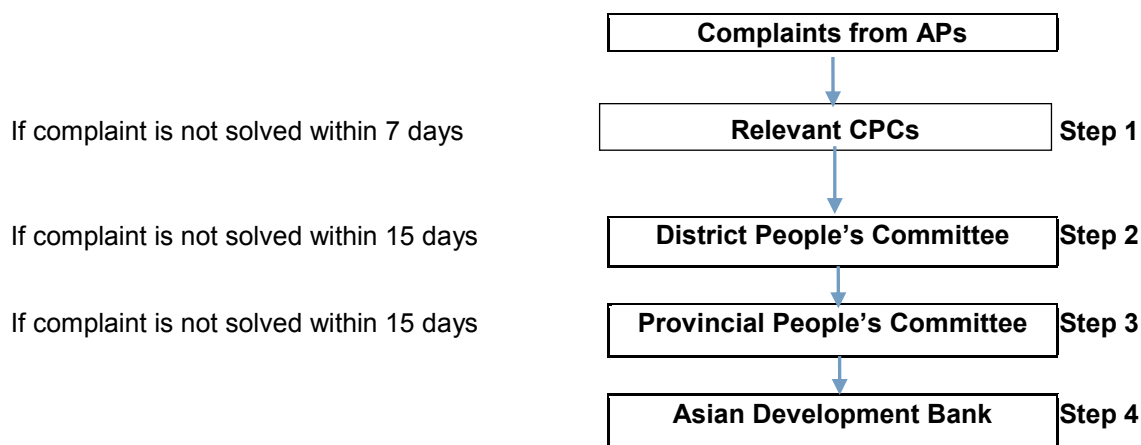 Complaints from APs
If complaint is not solved within 7 days Relevant CPCs Step 1
If complaint is not solved within 15 days District People’s Committee Step 2
If complaint is not solved within 15 days Provincial People’s Committee Step 3
Asian Development Bank Step 4